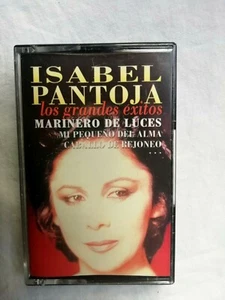 ISABEL
PANTOJA
los grandes éxitos
MARINERO DE LUCES
MI PEQUEÑO DEL ALMA
CABALLO DE REJONEO
...